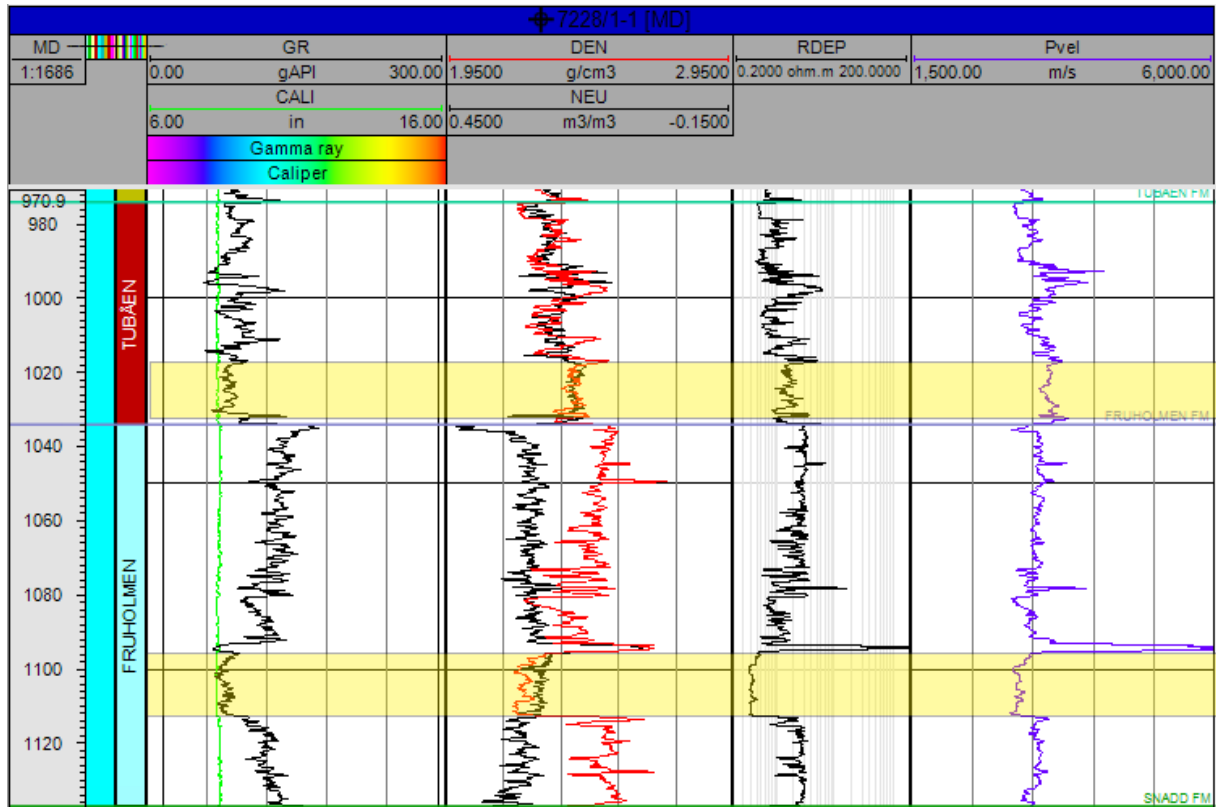 7228/1-1 [MD]
MD GR DEN RDEP Pvel
1:1686 0.00 gAPI 300.00 1.9500 g/cm3 2.9500 0.2000 ohm.m 200.0000 1,500.00 m/s 6,000.00
CALI NEU
6.00 in 16.00 0.4500 m3/m3 -0.1500
Gamma ray
Caliper
970.9 TUBÅEN FM
980
1000
TUBÅEN
1020
FRUHOLMEN FM
1040
1060
1080
FRUHOLMEN
1100
1120
SNADD FM